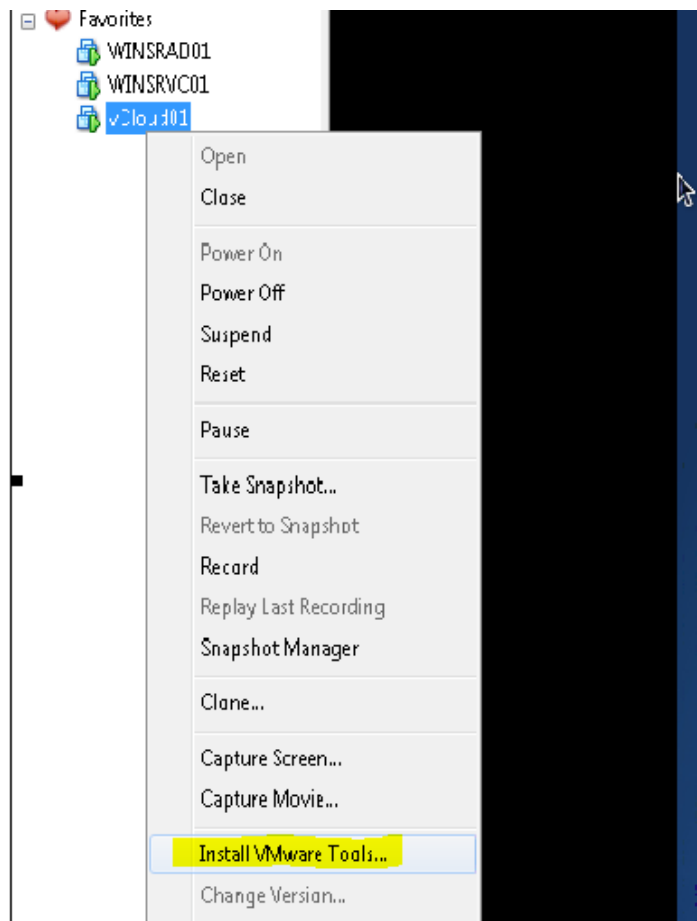 Favorites
WINSRAD01
WINSRVC01
vCloud01
Open
Close
Power On
Power Off
Suspend
Reset
Pause
Take Snapshot...
Revert to Snapshot
Record
Replay Last Recording
Snapshot Manager
Clone...
Capture Screen...
Capture Movie...
Install VMware Tools...
Change Version...